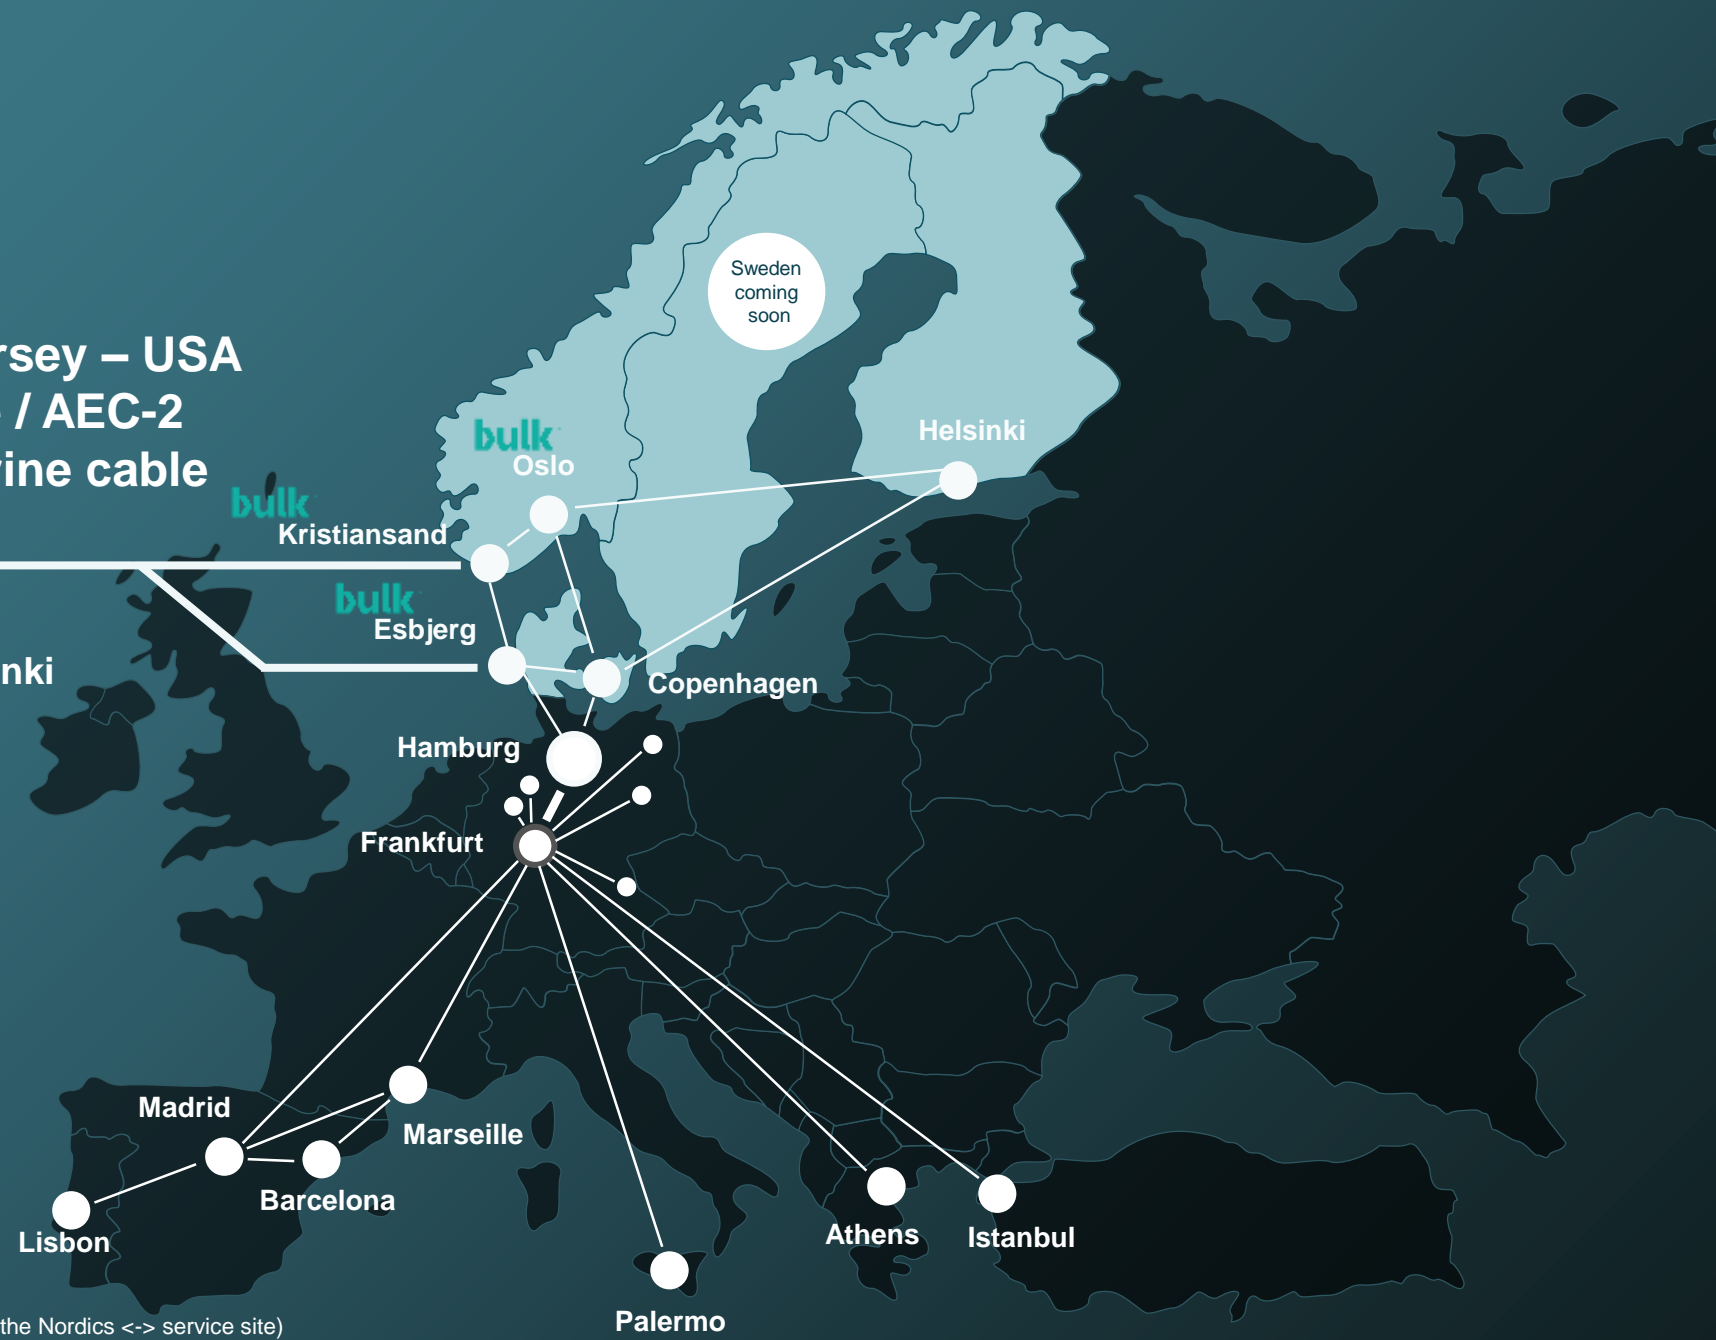 Sweden
coming
soon
rsey – USA
/ AEC-2
vine cable
bulk
Oslo
Helsinki
bulk
Kristiansand
bulk
Esbjerg
nki
Copenhagen
Hamburg
Frankfurt
Madrid
Marseille
Barcelona
Lisbon
Athens
Istanbul
Palermo
the Nordics <-> service site)